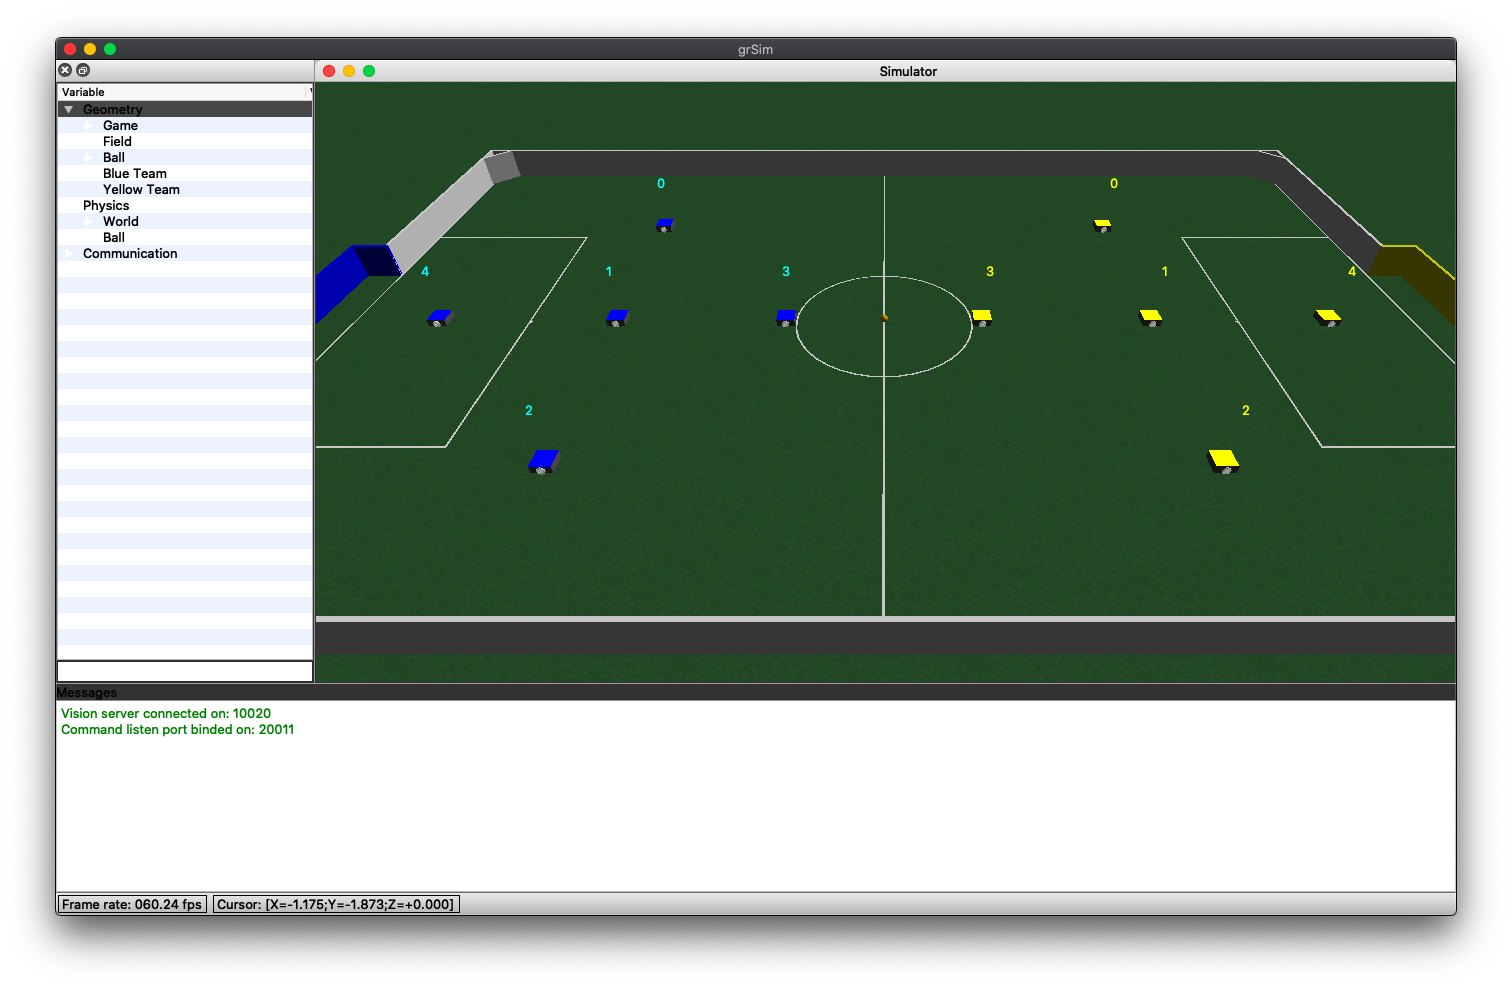 grSim
Simulator
Variable
Geometry
Game
Field
Ball
Blue Team
Yellow Team
Physics
World
Ball
Communication
0 0
4 1 3 3 1 4
2 2
Messages
Vision server connected on: 10020
Command listen port binded on: 20011
Frame rate: 060.24 fps Cursor: [X=-1.175;Y=-1.873;Z=+0.000]